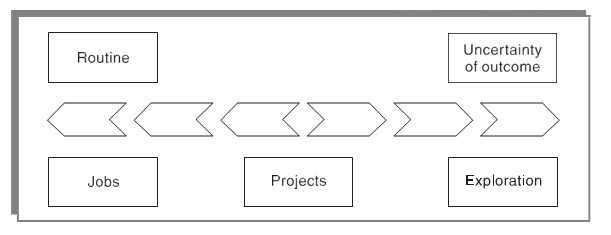 Routine
Uncertainty
of outcome
Jobs
Projects
Exploration